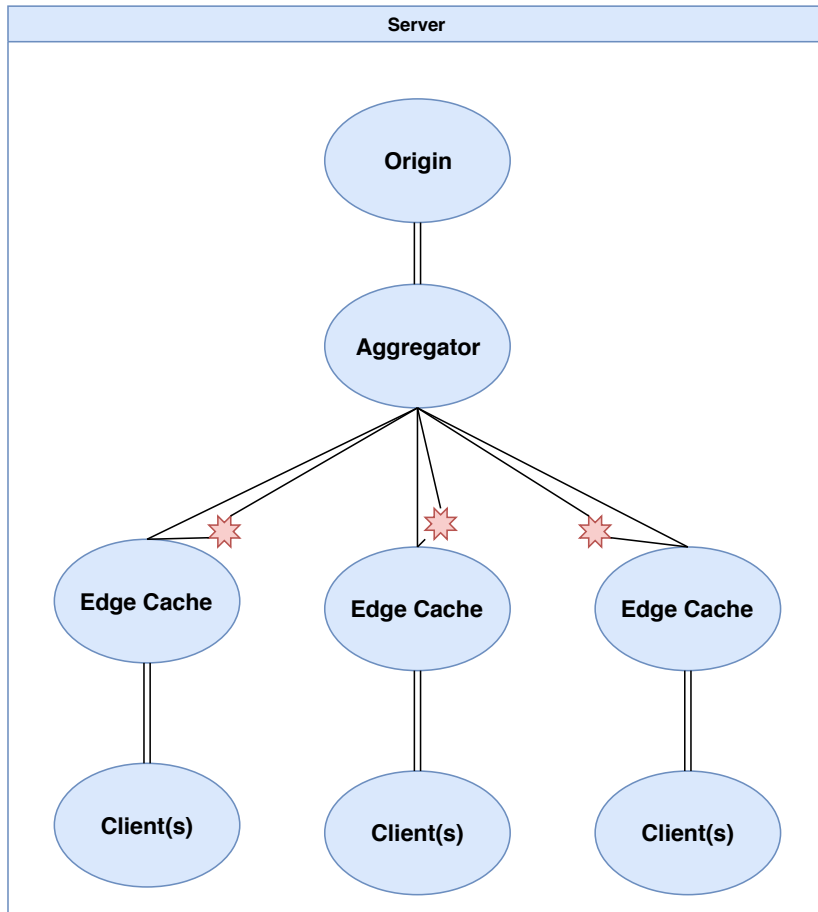 Server
Origin
Aggregator
Edge Cache
Edge Cache
Edge Cache
Client(s)
Client(s)
Client(s)